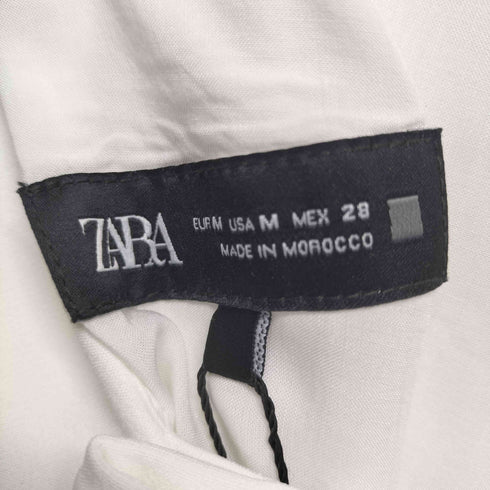 ZARA
EUR M USA M MEX 28
MADE IN MOROCCO